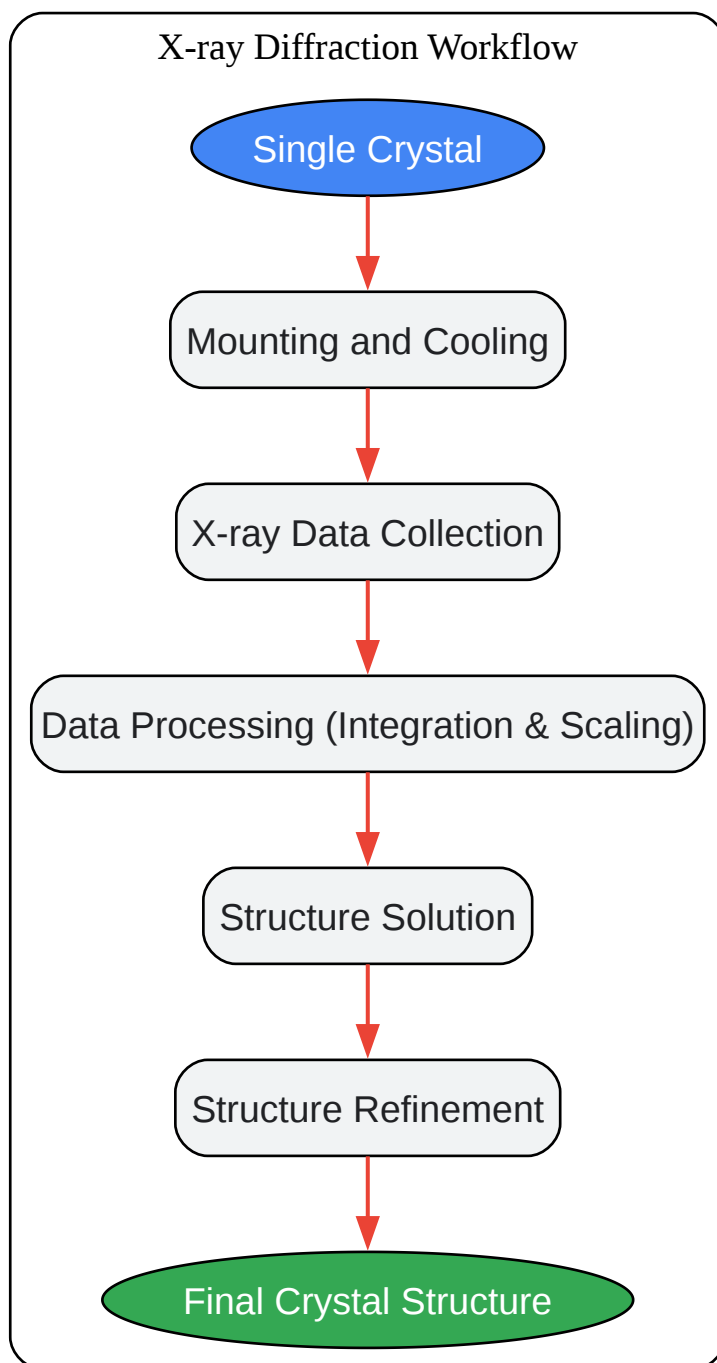 X-ray Diffraction Workflow
Single Crystal
Mounting and Cooling
X-ray Data Collection
Data Processing (Integration & Scaling)
Structure Solution
Structure Refinement
Final Crystal Structure